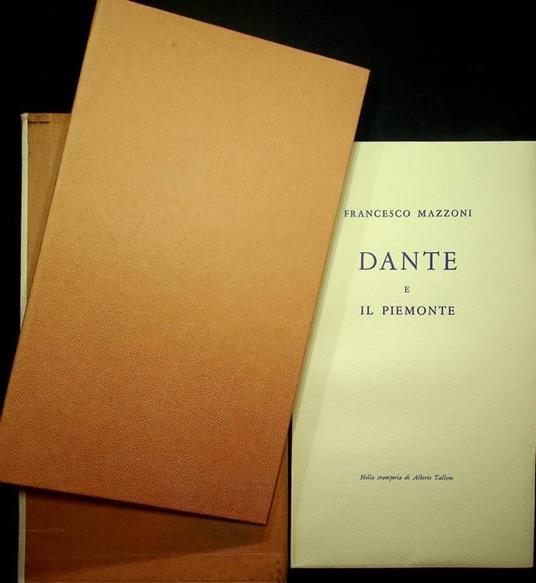 FRANCESCO MAZZONI
DANTE
E
IL PIEMONTE
Nella stamperia di Alberto Tallone